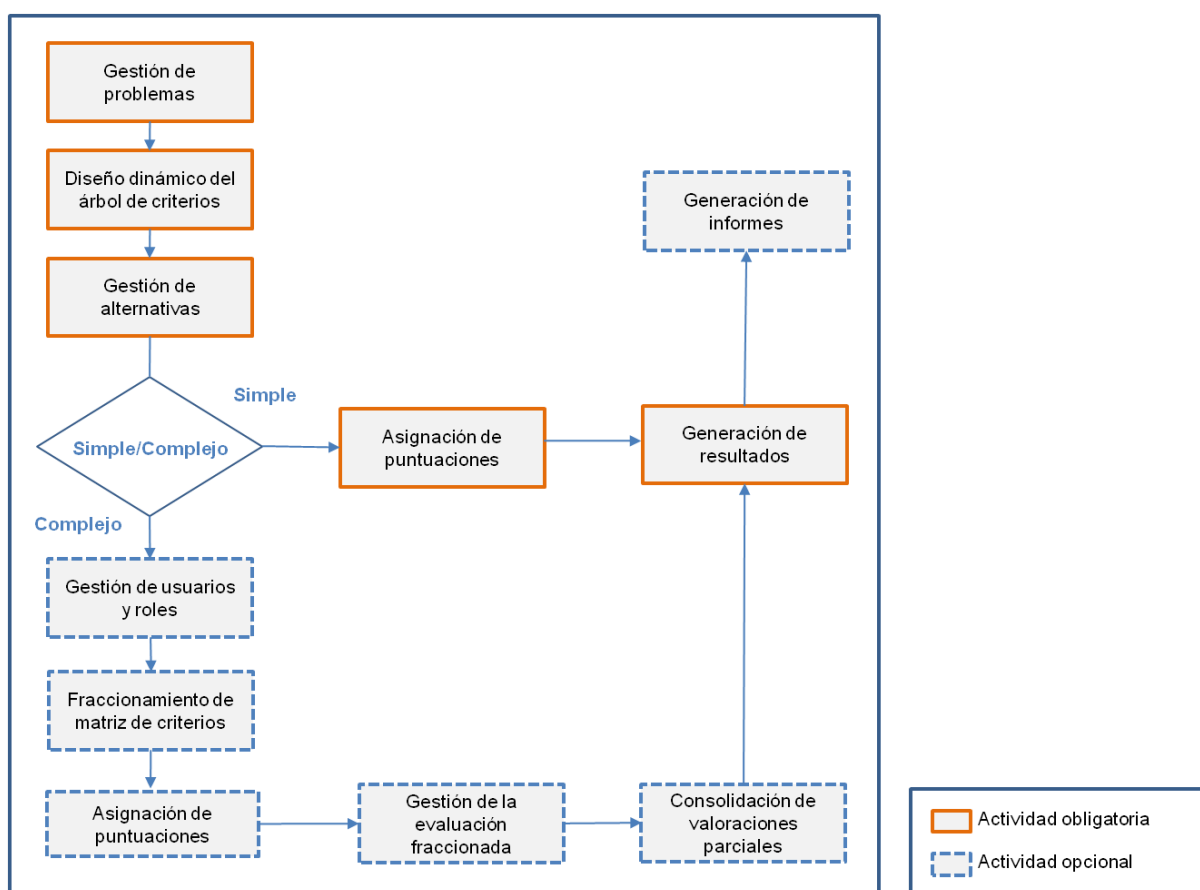 Gestión de
problemas
Diseño dinámico del
árbol de criterios
Gestión de
alternativas
Simple/Complejo
Simple
Asignación de
puntuaciones
Generación de
resultados
Generación de
informes
Complejo
Gestión de usuarios
y roles
Fraccionamiento de
matriz de criterios
Asignación de
puntuaciones
Gestión de la
evaluación
fraccionada
Consolidación de
valoraciones
parciales
Actividad obligatoria
Actividad opcional